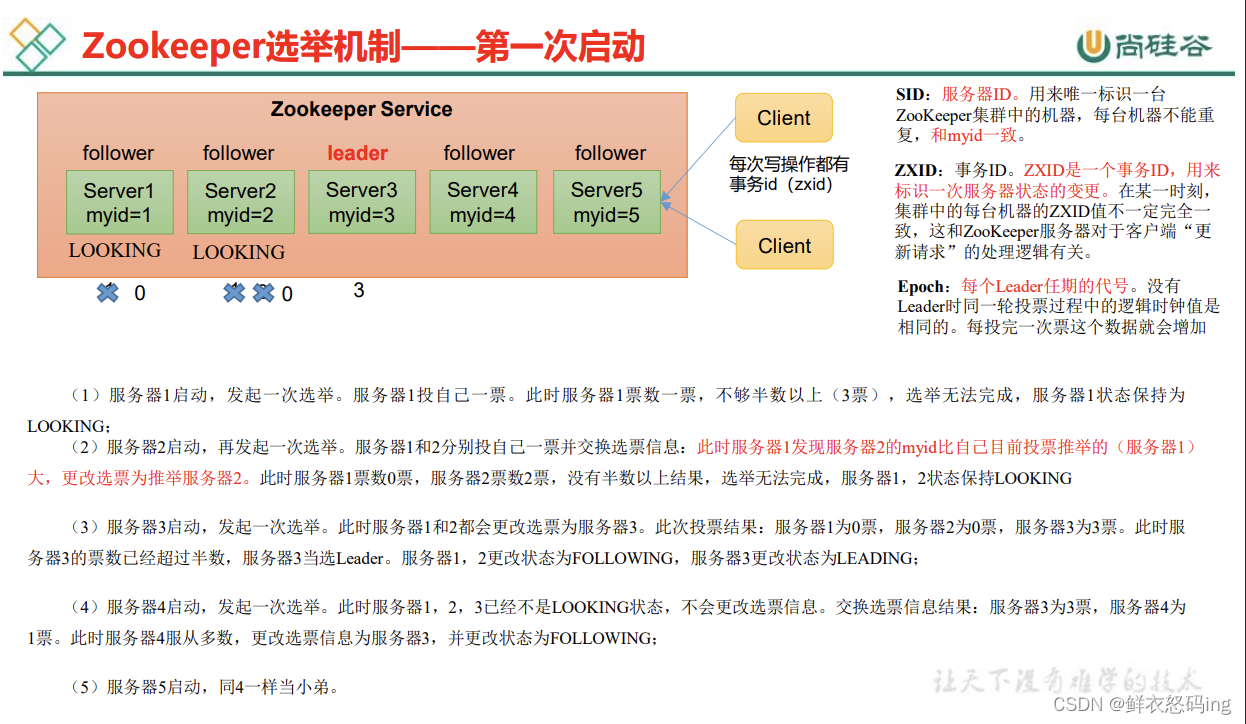 Zookeeper选举机制——第一次启动
尚硅谷
Zookeeper Service
follower
follower
leader
follower
follower
Server1
myid=1
Server2
myid=2
Server3
myid=3
Server4
myid=4
Server5
myid=5
LOOKING
LOOKING
0
0
3
Client
每次写操作都有
事务id（zxid）
Client
SID：服务器ID。用来唯一标识一台
ZooKeeper集群中的机器，每台机器不能重
复，和myid一致。
ZXID：事务ID。ZXID是一个事务ID，用来
标识一次服务器状态的变更。在某一时刻，
集群中的每台机器的ZXID值不一定完全一
致，这和ZooKeeper服务器对于客户端“更
新请求”的处理逻辑有关。
Epoch：每个Leader任期的代号。没有
Leader时同一轮投票过程中的逻辑时钟值是
相同的。每投完一次票这个数据就会增加
（1）服务器1启动，发起一次选举。服务器1投自己一票。此时服务器1票数一票，不够半数以上（3票），选举无法完成，服务器1状态保持为
LOOKING；
（2）服务器2启动，再发起一次选举。服务器1和2分别投自己一票并交换选票信息：此时服务器1发现服务器2的myid比自己目前投票推举的（服务器1）
大，更改选票为推举服务器2。此时服务器1票数0票，服务器2票数2票，没有半数以上结果，选举无法完成，服务器1，2状态保持LOOKING
（3）服务器3启动，发起一次选举。此时服务器1和2都会更改选票为服务器3。此次投票结果：服务器1为0票，服务器2为0票，服务器3为3票。此时服
务器3的票数已经超过半数，服务器3当选Leader。服务器1，2更改状态为FOLLOWING，服务器3更改状态为LEADING；
（4）服务器4启动，发起一次选举。此时服务器1，2，3已经不是LOOKING状态，不会更改选票信息。交换选票信息结果：服务器3为3票，服务器4为
1票。此时服务器4服从多数，更改选票信息为服务器3，并更改状态为FOLLOWING；
（5）服务器5启动，同4一样当小弟。
让天下没有难学的技术
CSDN @鲜衣怒码ing